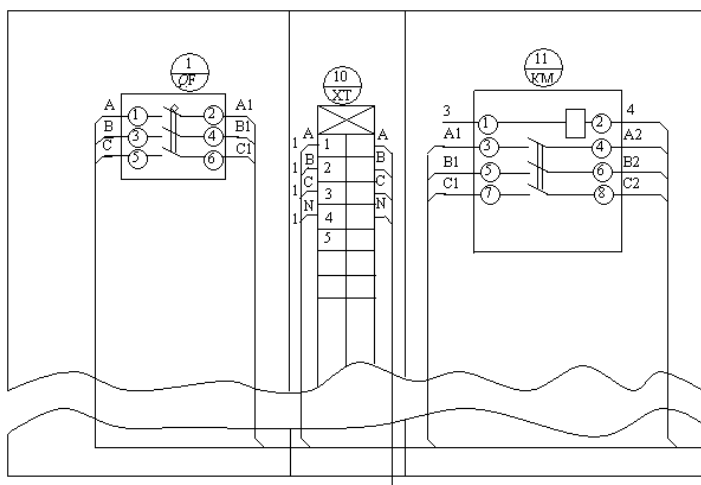 1
QF
A 1 2 A1
B 3 4 B1
C 5 6 C1
10
XT
A A
1 1
B B
1 2
C C
1 3
N N
1 4
5
11
КМ
3 1 2 4
A1 3 4 A2
B1 5 6 B2
C1 7 8 C2